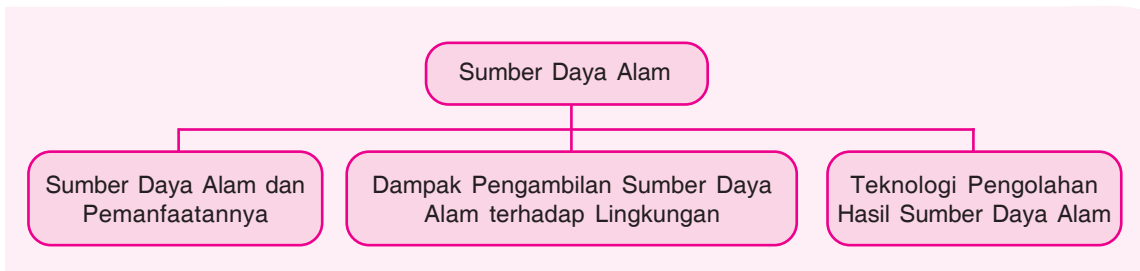 Sumber Daya Alam
Sumber Daya Alam dan
Pemanfaatannya
Dampak Pengambilan Sumber Daya
Alam terhadap Lingkungan
Teknologi Pengolahan
Hasil Sumber Daya Alam